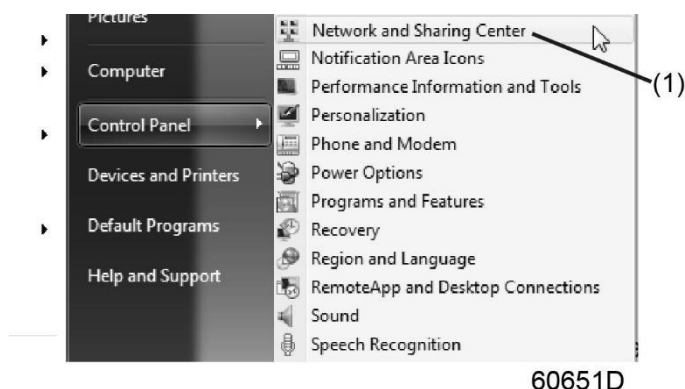 Pictures
Computer
Control Panel
Devices and Printers
Default Programs
Help and Support
Network and Sharing Center
Notification Area Icons
Performance Information and Tools
Personalization
Phone and Modem
Power Options
Programs and Features
Recovery
Region and Language
RemoteApp and Desktop Connections
Sound
Speech Recognition
(1)
60651D